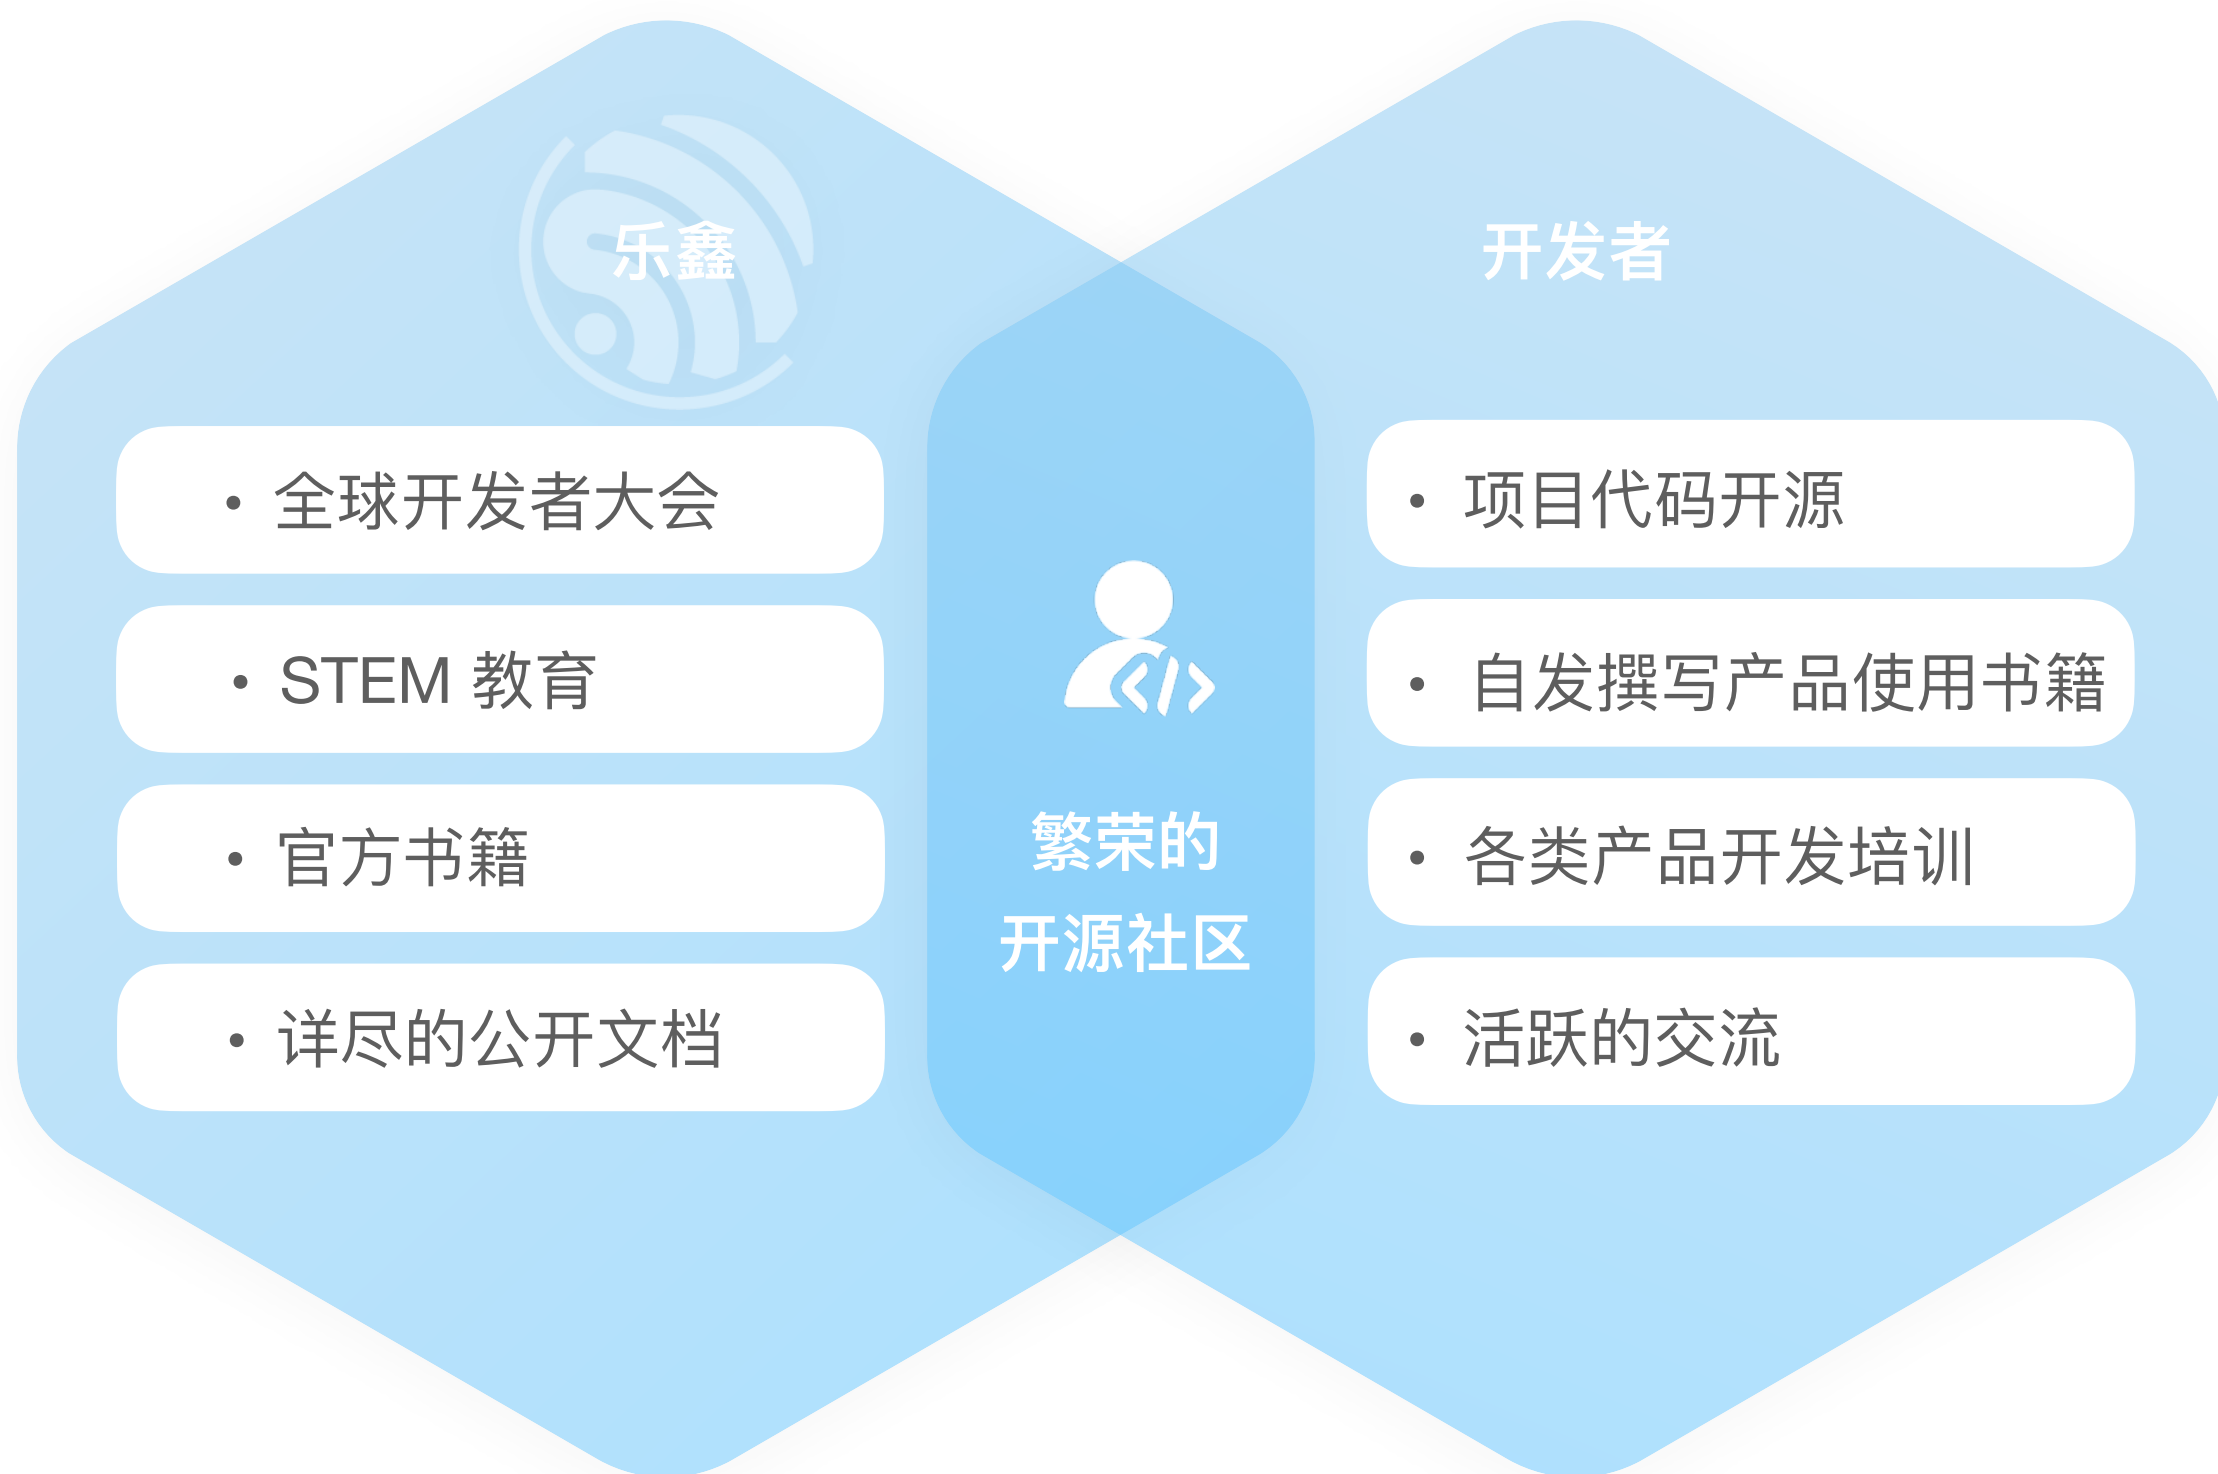 乐鑫
• 全球开发者大会
• STEM 教育
• 官方书籍
• 详尽的公开文档
繁荣的
开源社区
开发者
• 项目代码开源
• 自发撰写产品使用书籍
• 各类产品开发培训
• 活跃的交流